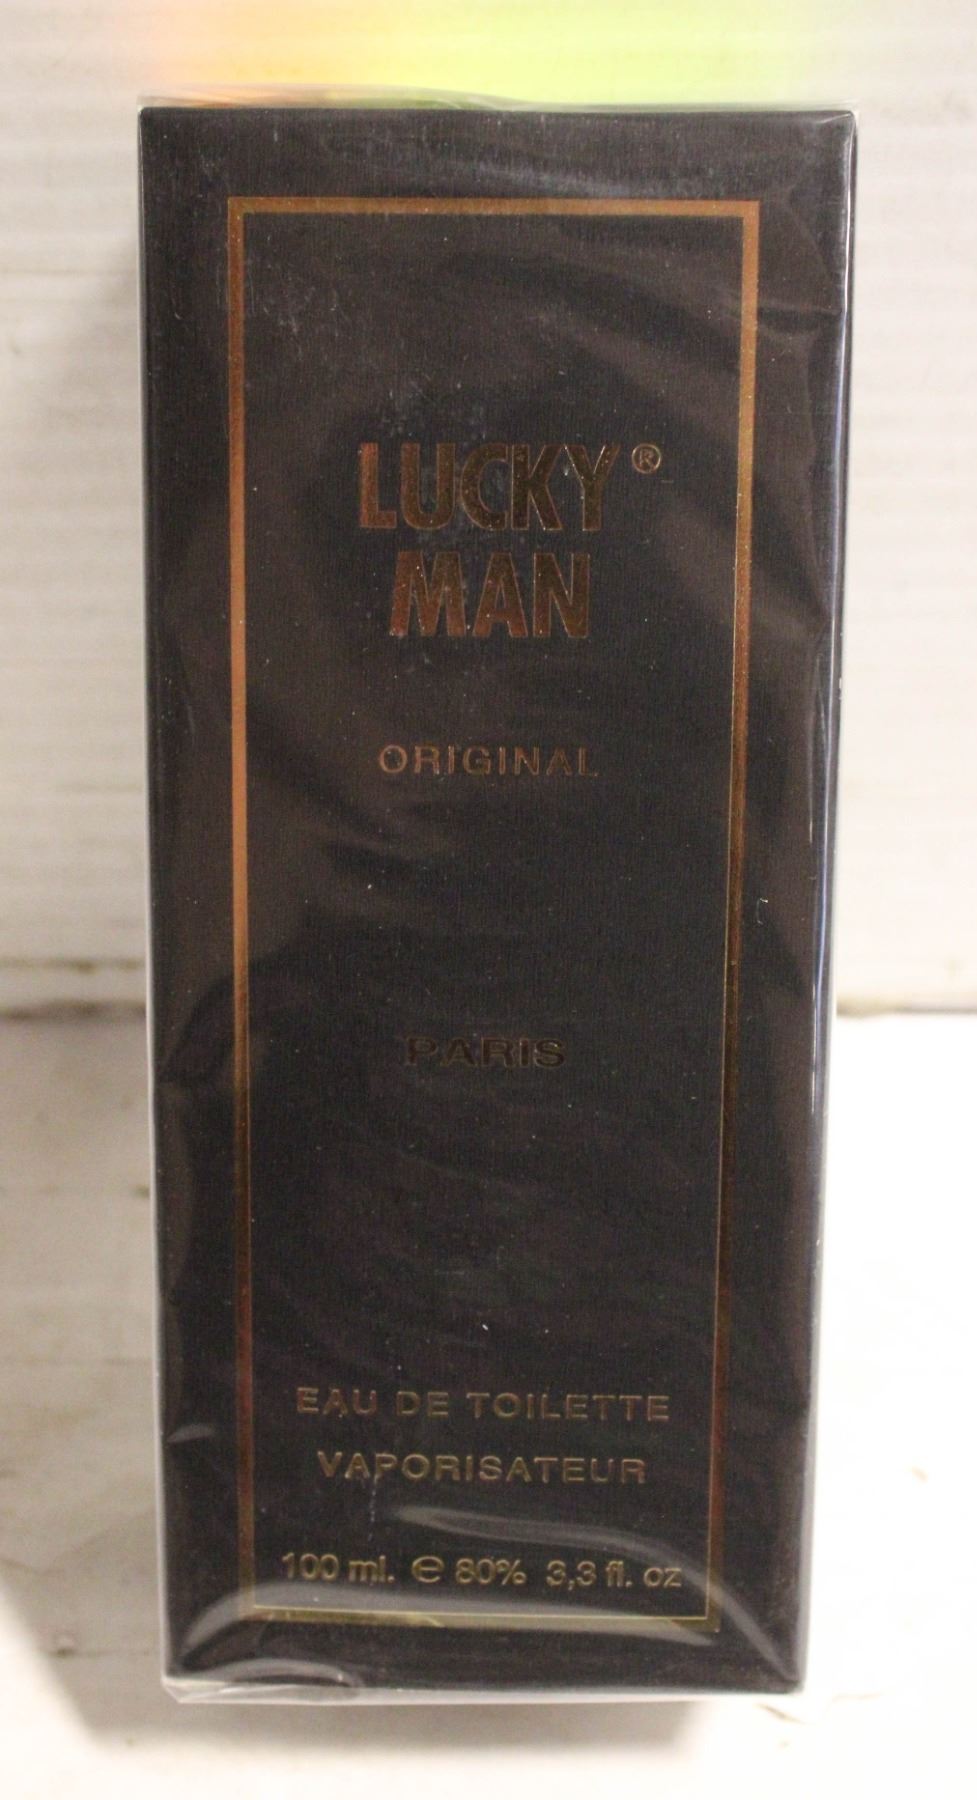 LUCKY®
MAN
ORIGINAL
PARIS
EAU DE TOILETTE
VAPORISATEUR
100 ml. ℮ 80% 3,3 fl. oz